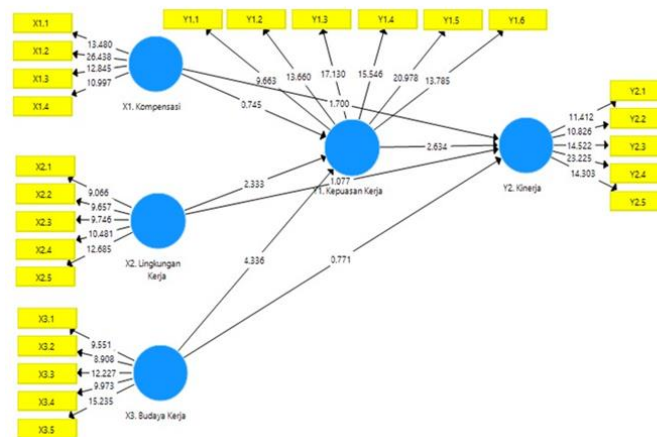 X1.1
X1.2
X1.3
X1.4
13.480
26.438
12.845
10.997
X1. Kompensasi
Y1.1
Y1.2
Y1.3
Y1.4
Y1.5
Y1.6
9.663
13.660
17.130
15.546
20.978
13.785
0.745
1.700
2.333
1.077
2.634
4.336
0.771
Y1. Kepuasan Kerja
Y2.1
Y2.2
Y2.3
Y2.4
Y2.5
11.412
10.826
14.522
23.225
14.303
Y2. Kinerja
X2.1
X2.2
X2.3
X2.4
X2.5
9.066
9.657
9.746
10.481
12.685
X2. Lingkungan
Kerja
X3.1
X3.2
X3.3
X3.4
X3.5
9.551
8.908
12.227
9.973
15.235
X3. Budaya Kerja